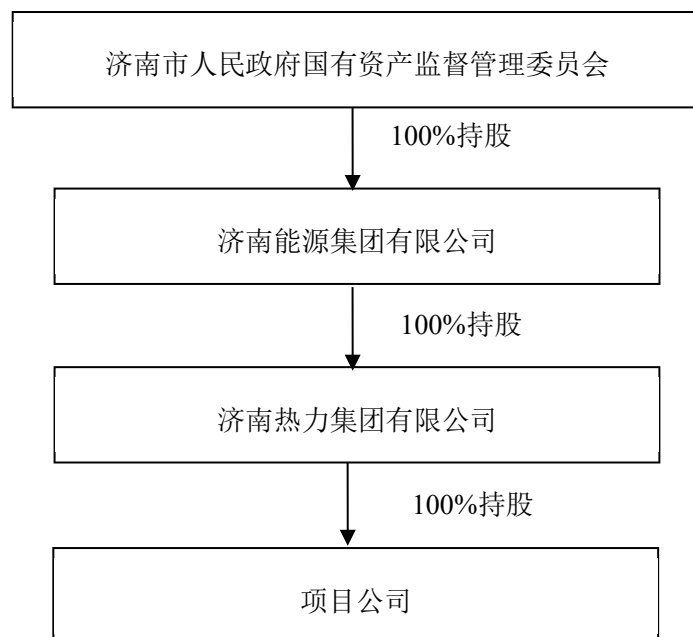 济南市人民政府国有资产监督管理委员会
100%持股
济南能源集团有限公司
100%持股
济南热力集团有限公司
100%持股
项目公司